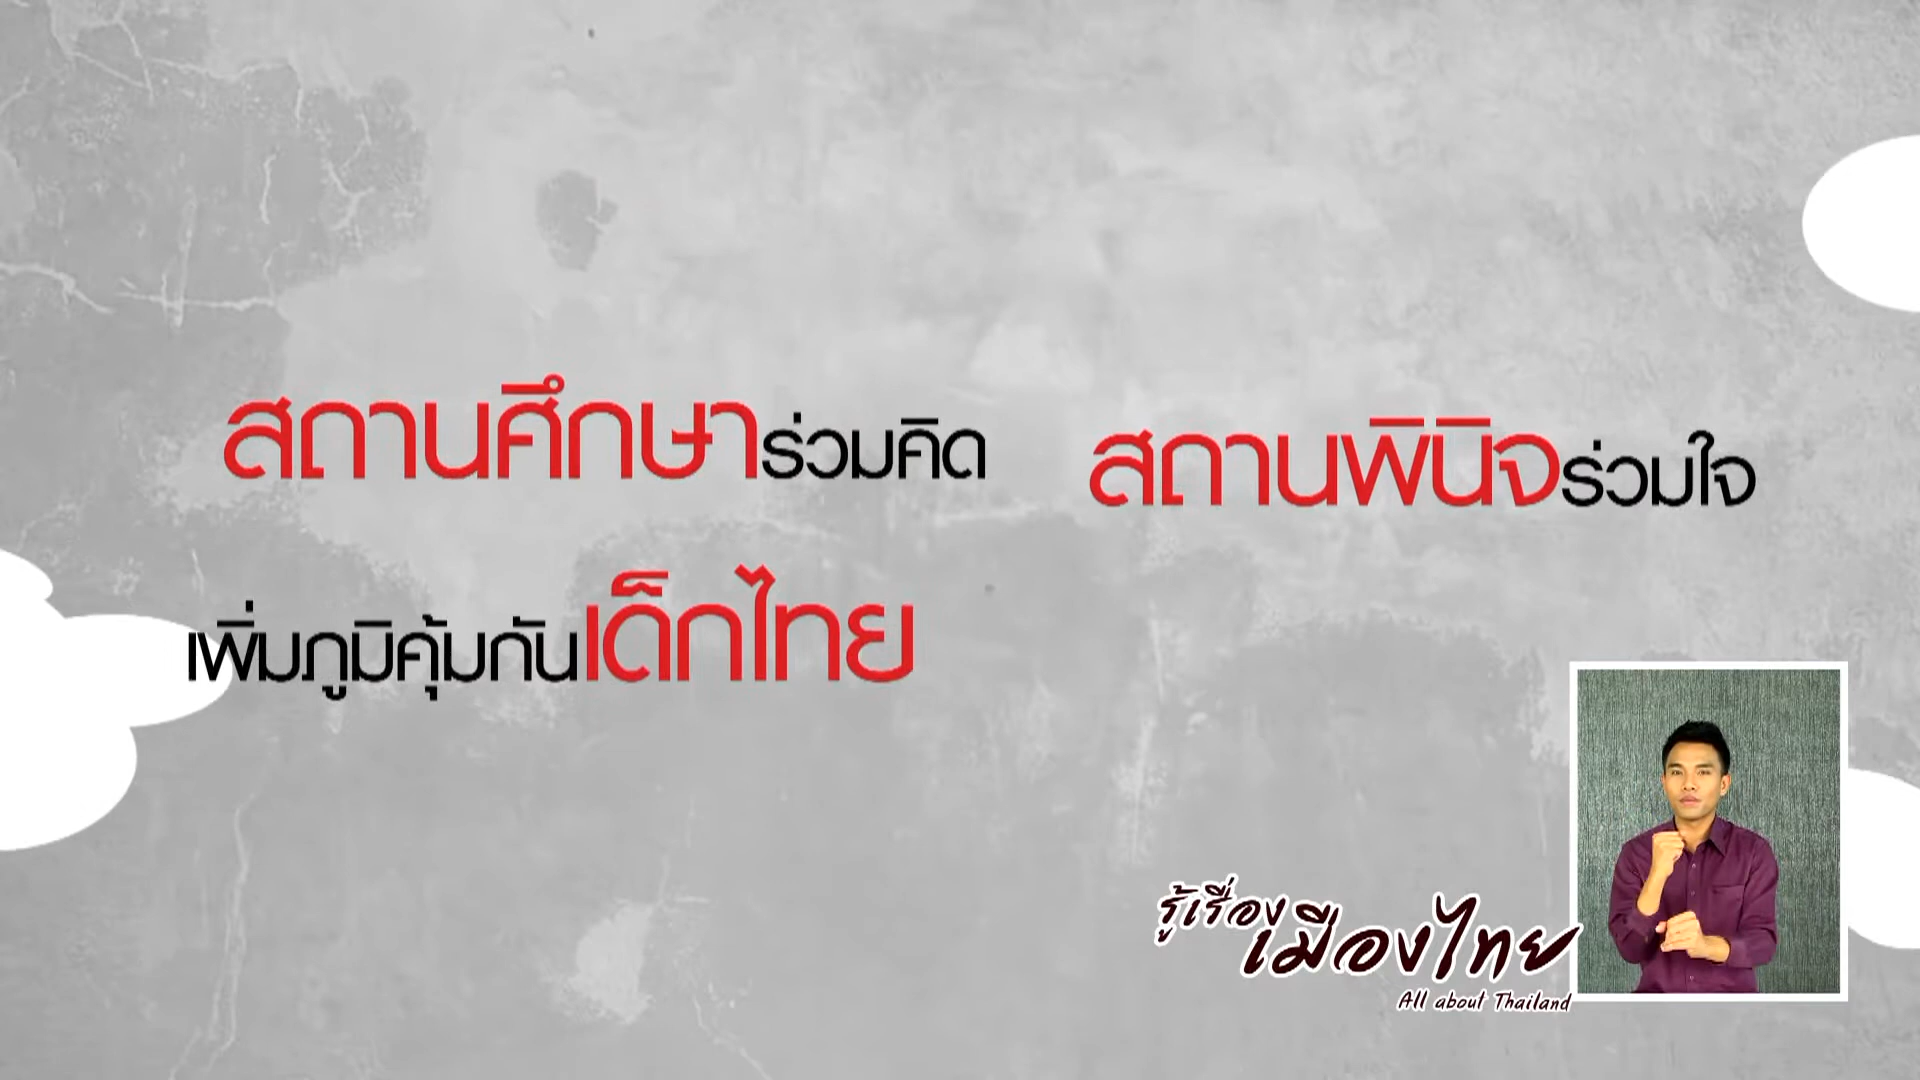 สถานศึกษาร่วมคิด
สถานพินิจร่วมใจ
เพิ่มภูมิคุ้มกันเด็กไทย
รู้เรื่อง
เมืองไทย
All about Thailand